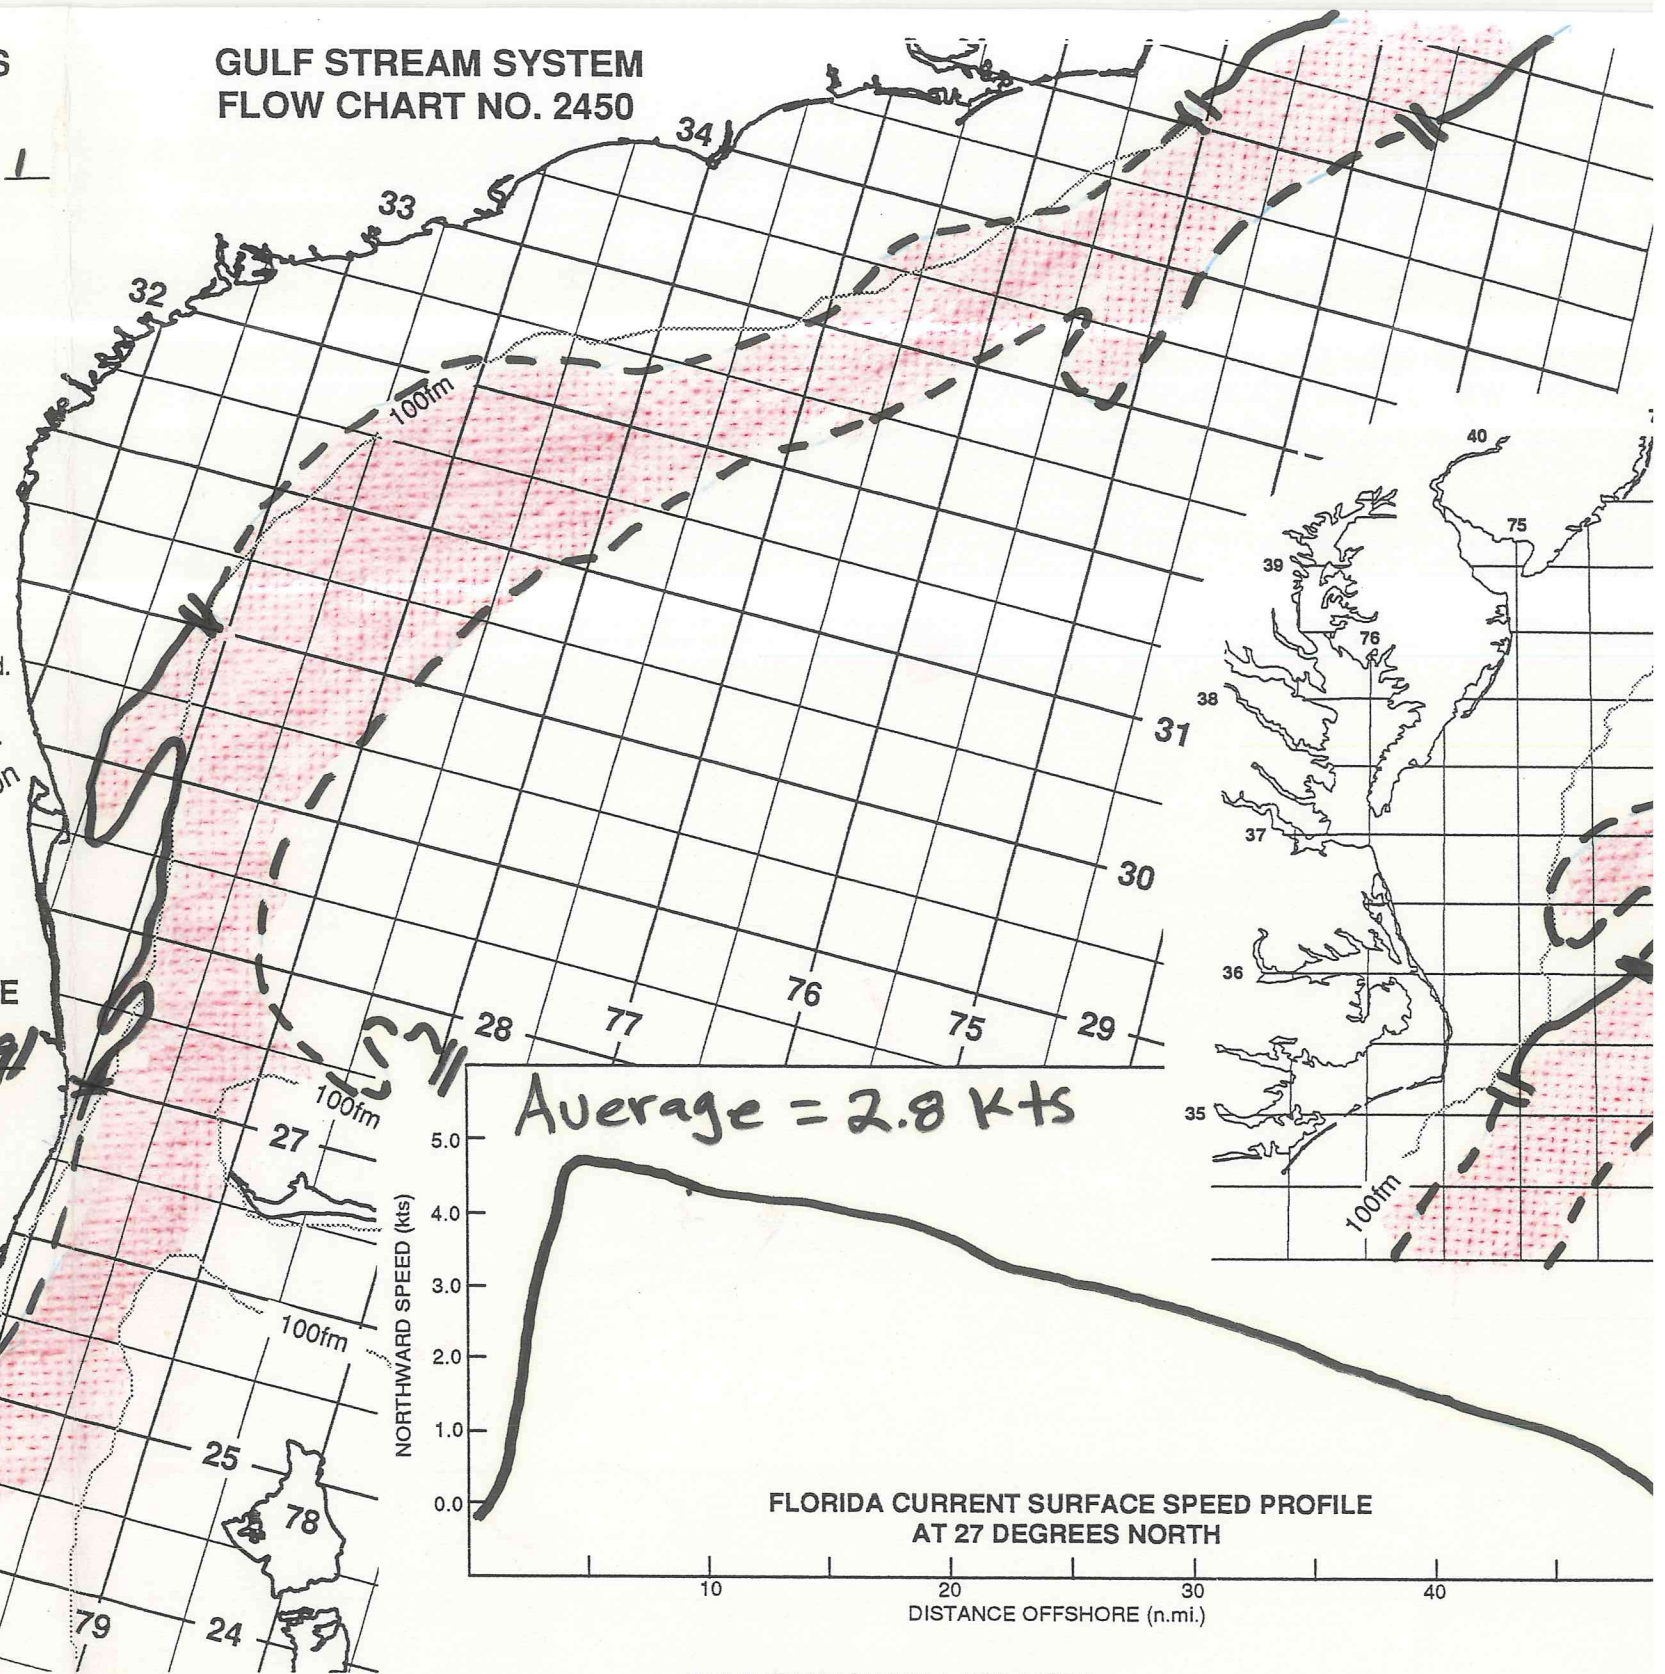 S
GULF STREAM SYSTEM
FLOW CHART NO. 2450
1
34
33
32
100fm
40
75
39
76
38
31
37
30
E
36
76
28
77
75
29
100fm
Average = 2.8 kts
35
27
5.0
4.0
3.0
2.0
1.0
0.0
NORTHWARD SPEED (kts)
100fm
100fm
25
78
79
24
FLORIDA CURRENT SURFACE SPEED PROFILE
AT 27 DEGREES NORTH
10
20
30
40
DISTANCE OFFSHORE (n.mi.)